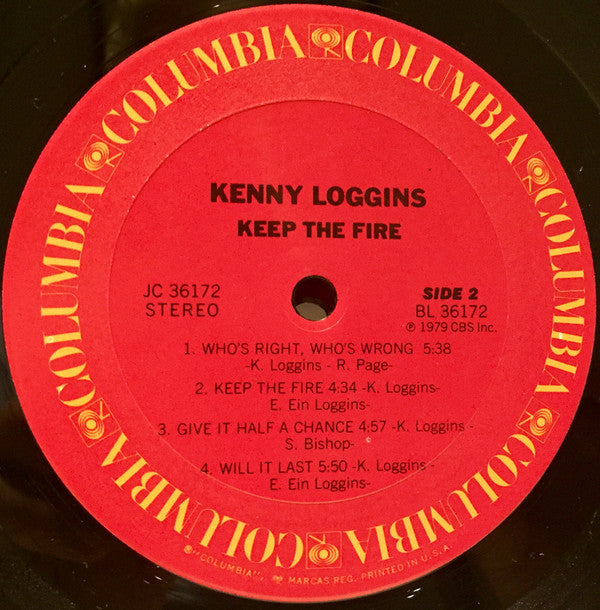 COLUMBIA COLUMBIA COLUMBIA COLUMBIA COLUMBIA COLUMBIA
KENNY LOGGINS
KEEP THE FIRE
JC 36172
STEREO
SIDE 2
BL 36172
℗ 1979 CBS Inc.
1. WHO'S RIGHT, WHO'S WRONG 5:38
-K. Loggins - R. Page-
2. KEEP THE FIRE 4:34 -K. Loggins-
E. Ein Loggins-
3. GIVE IT HALF A CHANCE 4:57 -K. Loggins -
S. Bishop-
4. WILL IT LAST 5:50 -K. Loggins -
E. Ein Loggins-
® "COLUMBIA", MARCAS REG. PRINTED IN U.S.A.